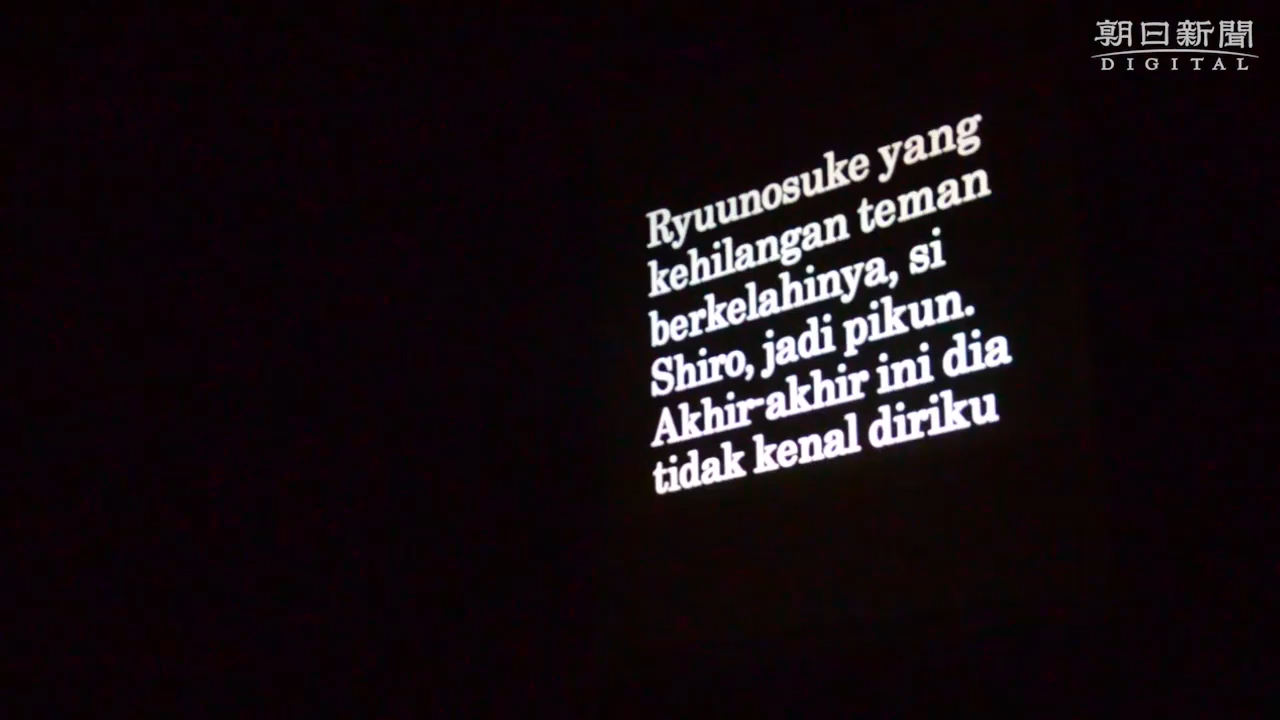 朝日新聞
DIGITAL
Ryuunosuke yang
kehilangan teman
berkelahinya, si
Shiro, jadi pikun.
Akhir-akhir ini dia
tidak kenal diriku